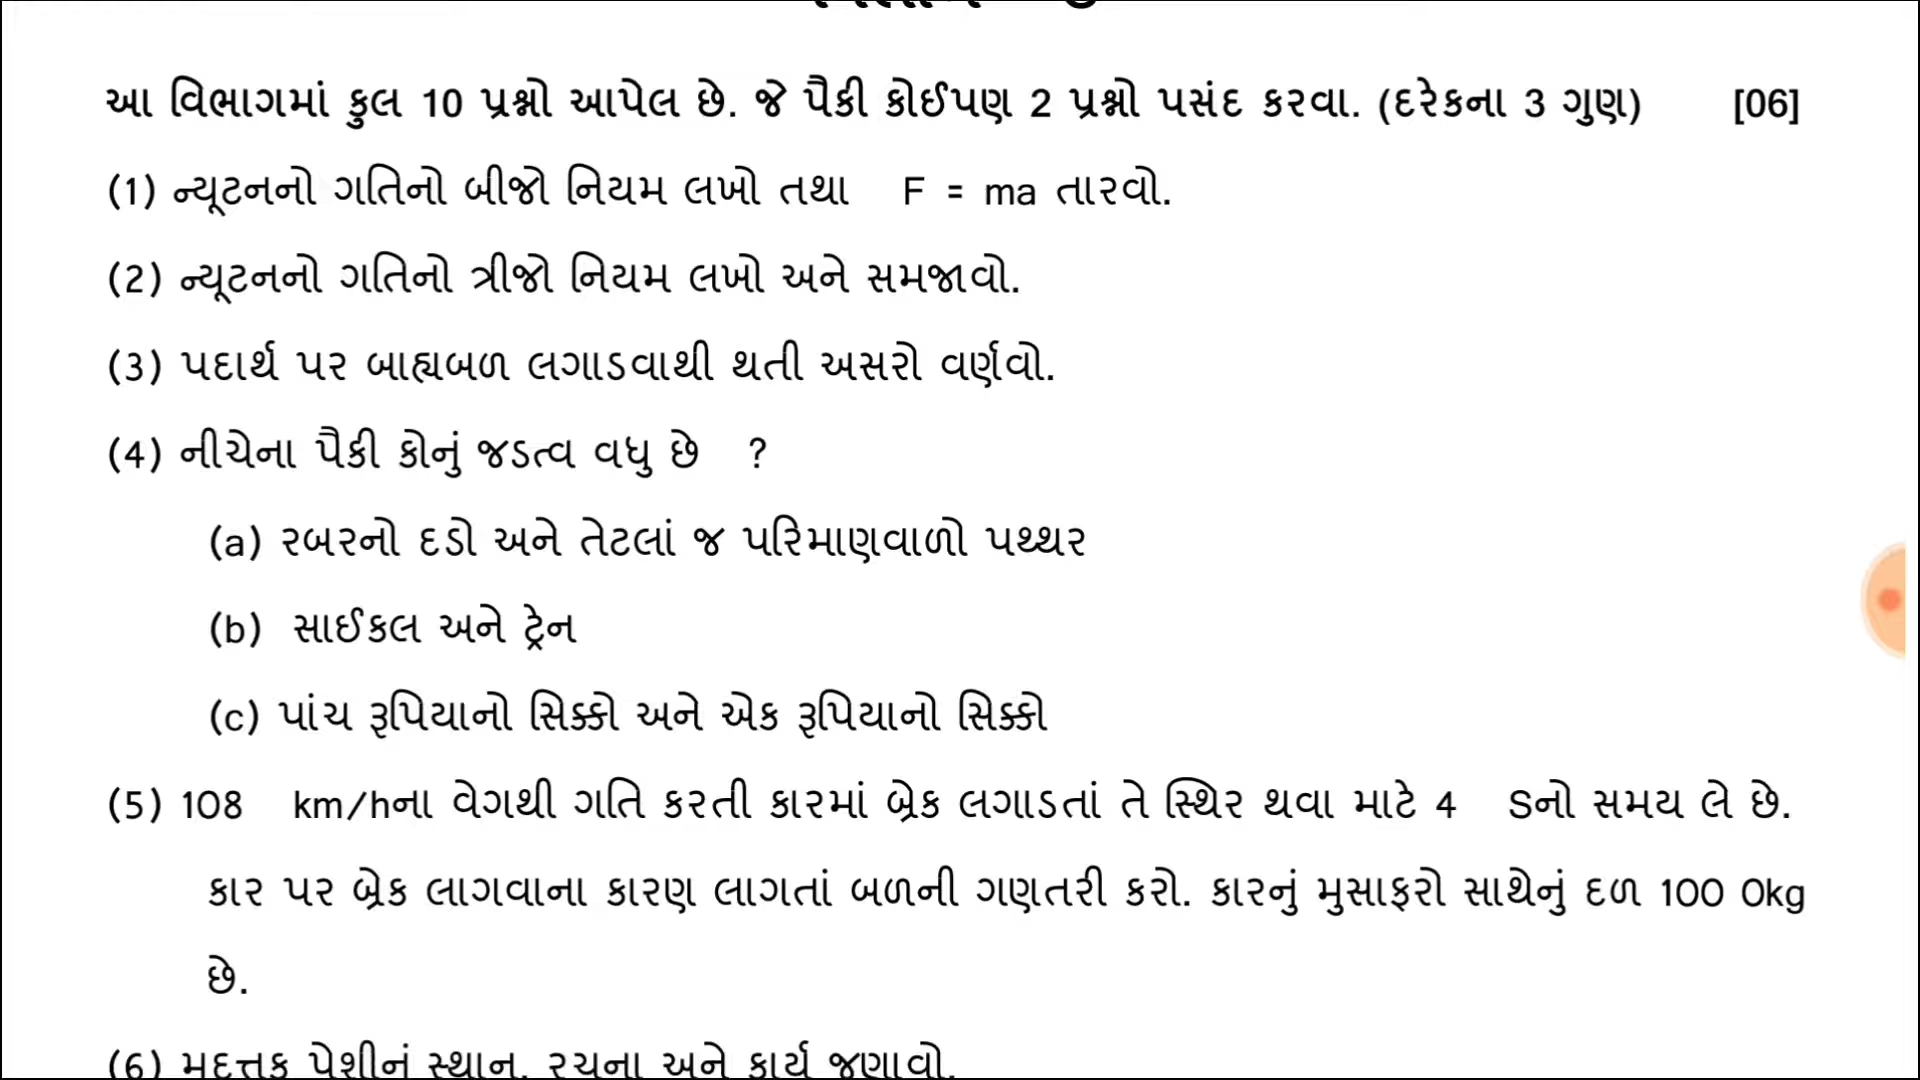 આ વિભાગમાં કુલ 10 પ્રશ્નો આપેલ છે. જે પૈકી કોઈપણ 2 પ્રશ્નો પસંદ કરવા. (દરેકના 3 ગુણ) [06]
(1) ન્યૂટનનો ગતિનો બીજો નિયમ લખો તથા F = ma તારવો.
(2) ન્યૂટનનો ગતિનો ત્રીજો નિયમ લખો અને સમજાવો.
(3) પદાર્થ પર બાહ્યબળ લગાડવાથી થતી અસરો વર્ણવો.
(4) નીચેના પૈકી કોનું જડત્વ વધુ છે ?
(a) રબરનો દડો અને તેટલાં જ પરિમાણવાળો પથ્થર
(b) સાઈકલ અને ટ્રેન
(c) પાંચ રૂપિયાનો સિક્કો અને એક રૂપિયાનો સિક્કો
(5) 108 km/hના વેગથી ગતિ કરતી કારમાં બ્રેક લગાડતાં તે સ્થિર થવા માટે 4 Sનો સમય લે છે.
કાર પર બ્રેક લાગવાના કારણ લાગતાં બળની ગણતરી કરો. કારનું મુસાફરો સાથેનું દળ 100 0kg
છે.
(6) મૃદૂત્તક પેશીનું સ્થાન, રચના અને કાર્ય જણાવો.